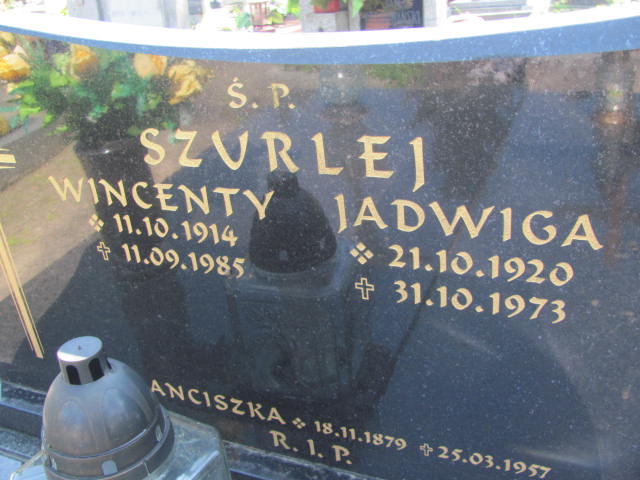 Ś. P.
SZURLEJ
WINCENTY JADWIGA
11.10.1914 21.10.1920
✝ 11.09.1985 ✝ 31.10.1973
ANCISZKA 18.11.1879 ✝ 25.03.1957
R. I. P.